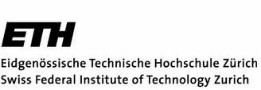 ETH
Eidgenössische Technische Hochschule Zürich
Swiss Federal Institute of Technology Zurich